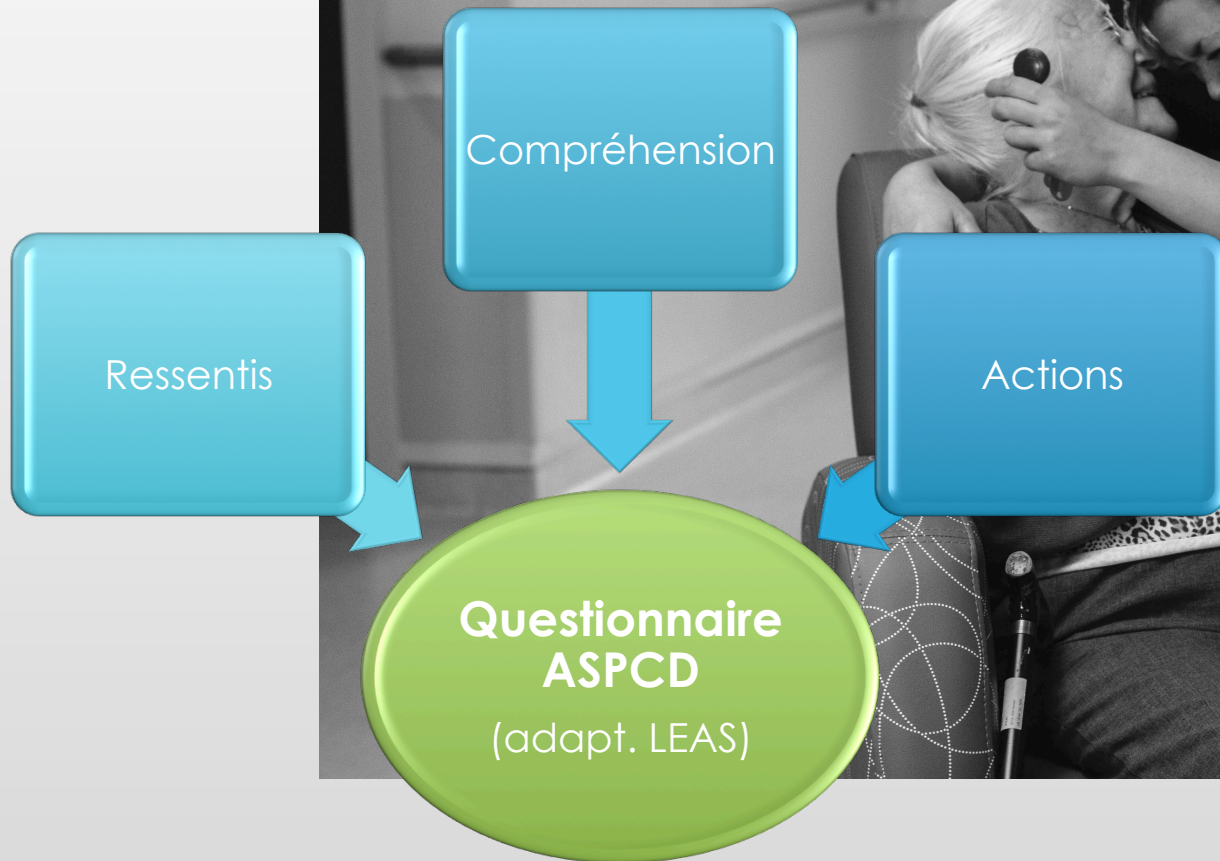 Compréhension
Ressentis
Actions
Questionnaire
ASPCD
(adapt. LEAS)